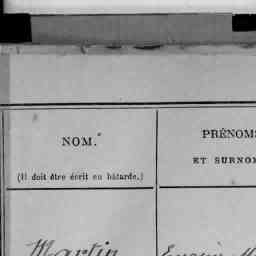 NOM.*
(Il doit être écrit en bâtarde.)
PRÉNOMS
ET SURNOM
Martin